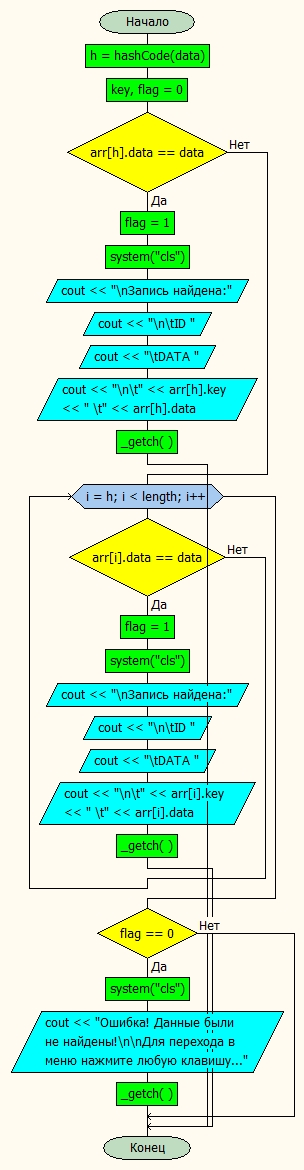 Начало
h = hashCode(data)
key, flag = 0
arr[h].data == data
Нет
Да
flag = 1
system("cls")
cout << "\nЗапись найдена:"
cout << "\n\tID "
cout << "\tDATA "
cout << "\n\t" << arr[h].key
<< " \t" << arr[h].data
_getch( )
i = h; i < length; i++
arr[i].data == data
Нет
Да
flag = 1
system("cls")
cout << "\nЗапись найдена:"
cout << "\n\tID "
cout << "\tDATA "
cout << "\n\t" << arr[i].key
<< " \t" << arr[i].data
_getch( )
flag == 0
Нет
Да
system("cls")
cout << "Ошибка! Данные были
не найдены!\n\nДля перехода в
меню нажмите любую клавишу..."
_getch( )
Конец